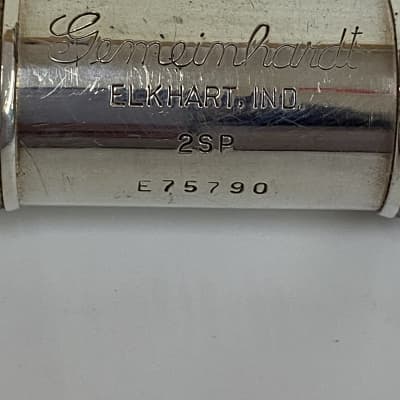 Gemeinhardt
ELKHART, IND.
2SP
E75790